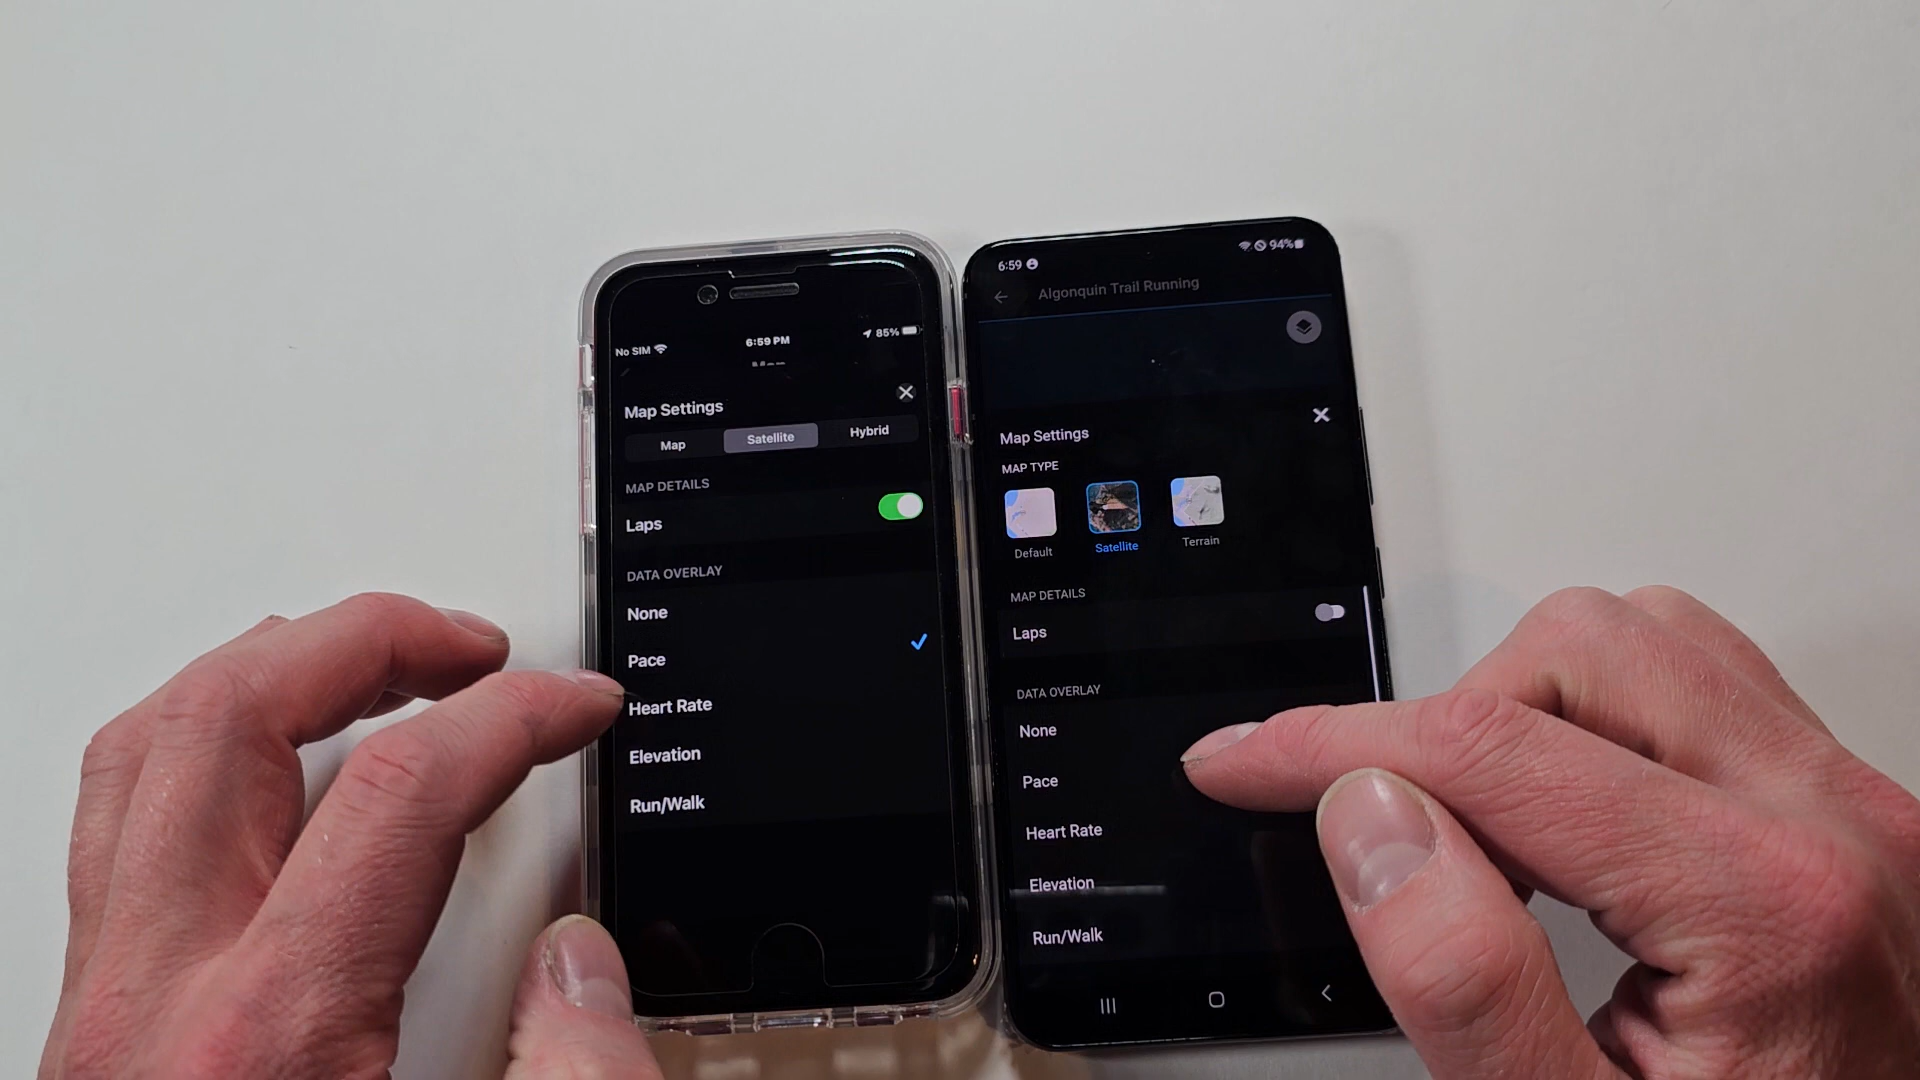 No SIM
6:59 PM
85%
Map Settings
Map
Satellite
Hybrid
MAP DETAILS
Laps
DATA OVERLAY
None
Pace
Heart Rate
Elevation
Run/Walk
6:59
94%
Algonquin Trail Running
Map Settings
MAP TYPE
Default
Satellite
Terrain
MAP DETAILS
Laps
DATA OVERLAY
None
Pace
Heart Rate
Elevation
Run/Walk